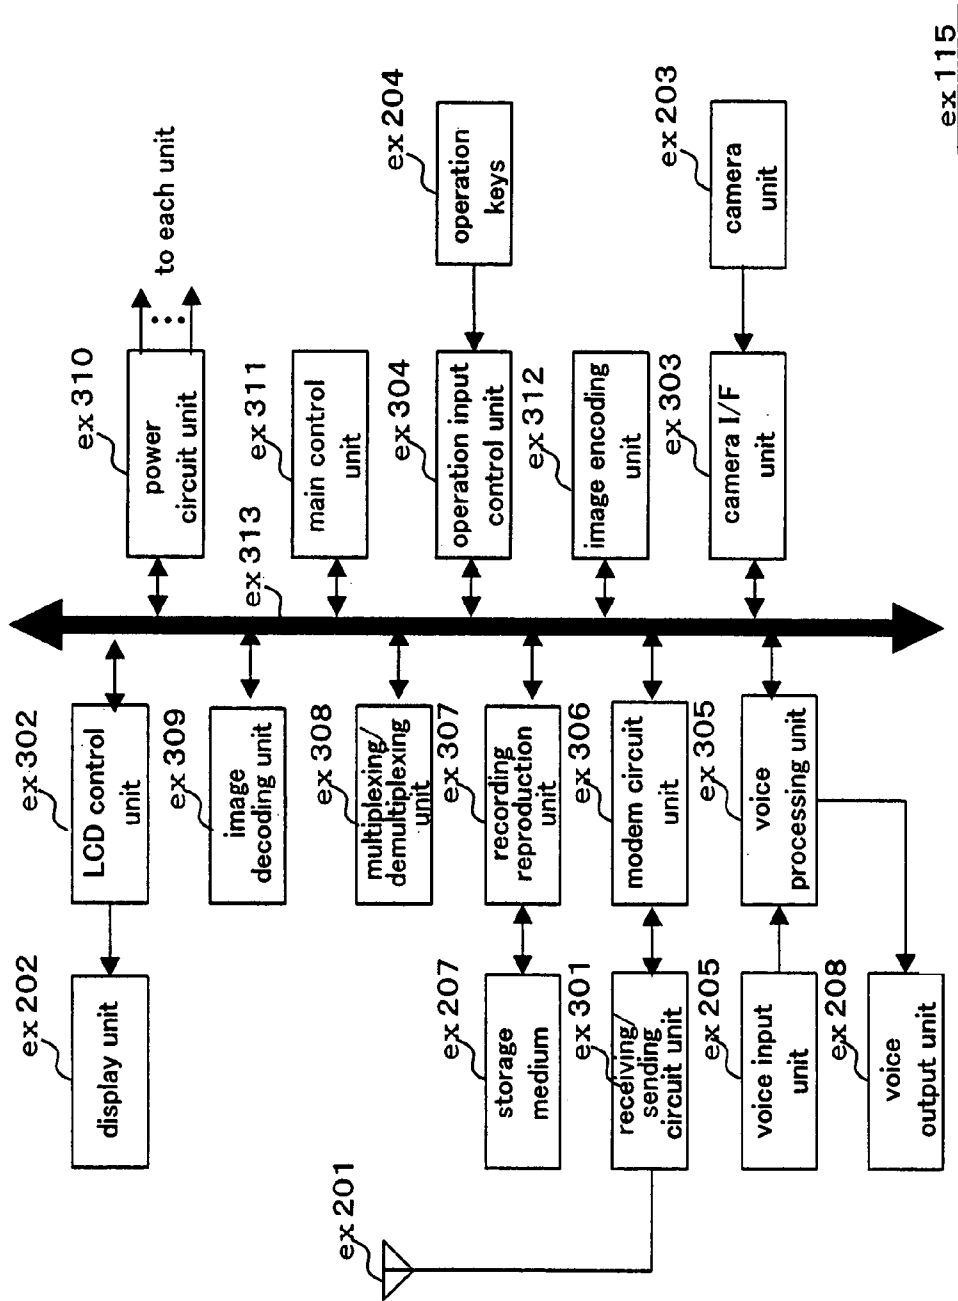 ex 115
to each unit
ex 204
operation
keys
ex 203
camera
unit
ex 310
power
circuit unit
ex 311
main control
unit
ex 304
operation input
control unit
ex 312
image encoding
unit
ex 303
camera I/F
unit
ex 313
ex 302
LCD control
unit
ex 309
image
decoding unit
ex 308
multiplexing/
demultiplexing
unit
ex 307
recording
reproduction
unit
ex 306
modem circuit
unit
ex 305
voice
processing unit
ex 202
display unit
ex 207
storage
medium
ex 301
receiving/
sending
circuit unit
ex 205
voice input
unit
ex 208
voice
output unit
ex 201